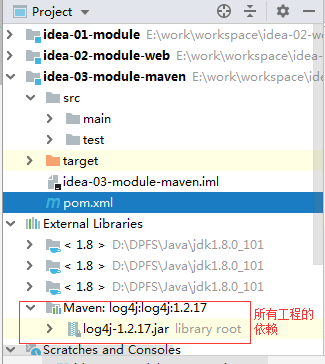 Project
idea-01-module E:\work\workspace\idea-02-w
idea-02-module-web E:\work\workspace\idea
idea-03-module-maven E:\work\workspace\i
src
main
test
target
idea-03-module-maven.iml
pom.xml
External Libraries
< 1.8 > D:\DPFS\Java\jdk1.8.0_101
< 1.8 > D:\DPFS\Java\jdk1.8.0_101
< 1.8 > D:\DPFS\Java\jdk1.8.0_101
Maven: log4j:log4j:1.2.17
log4j-1.2.17.jar library root
所有工程的
依赖
Scratches and Consoles